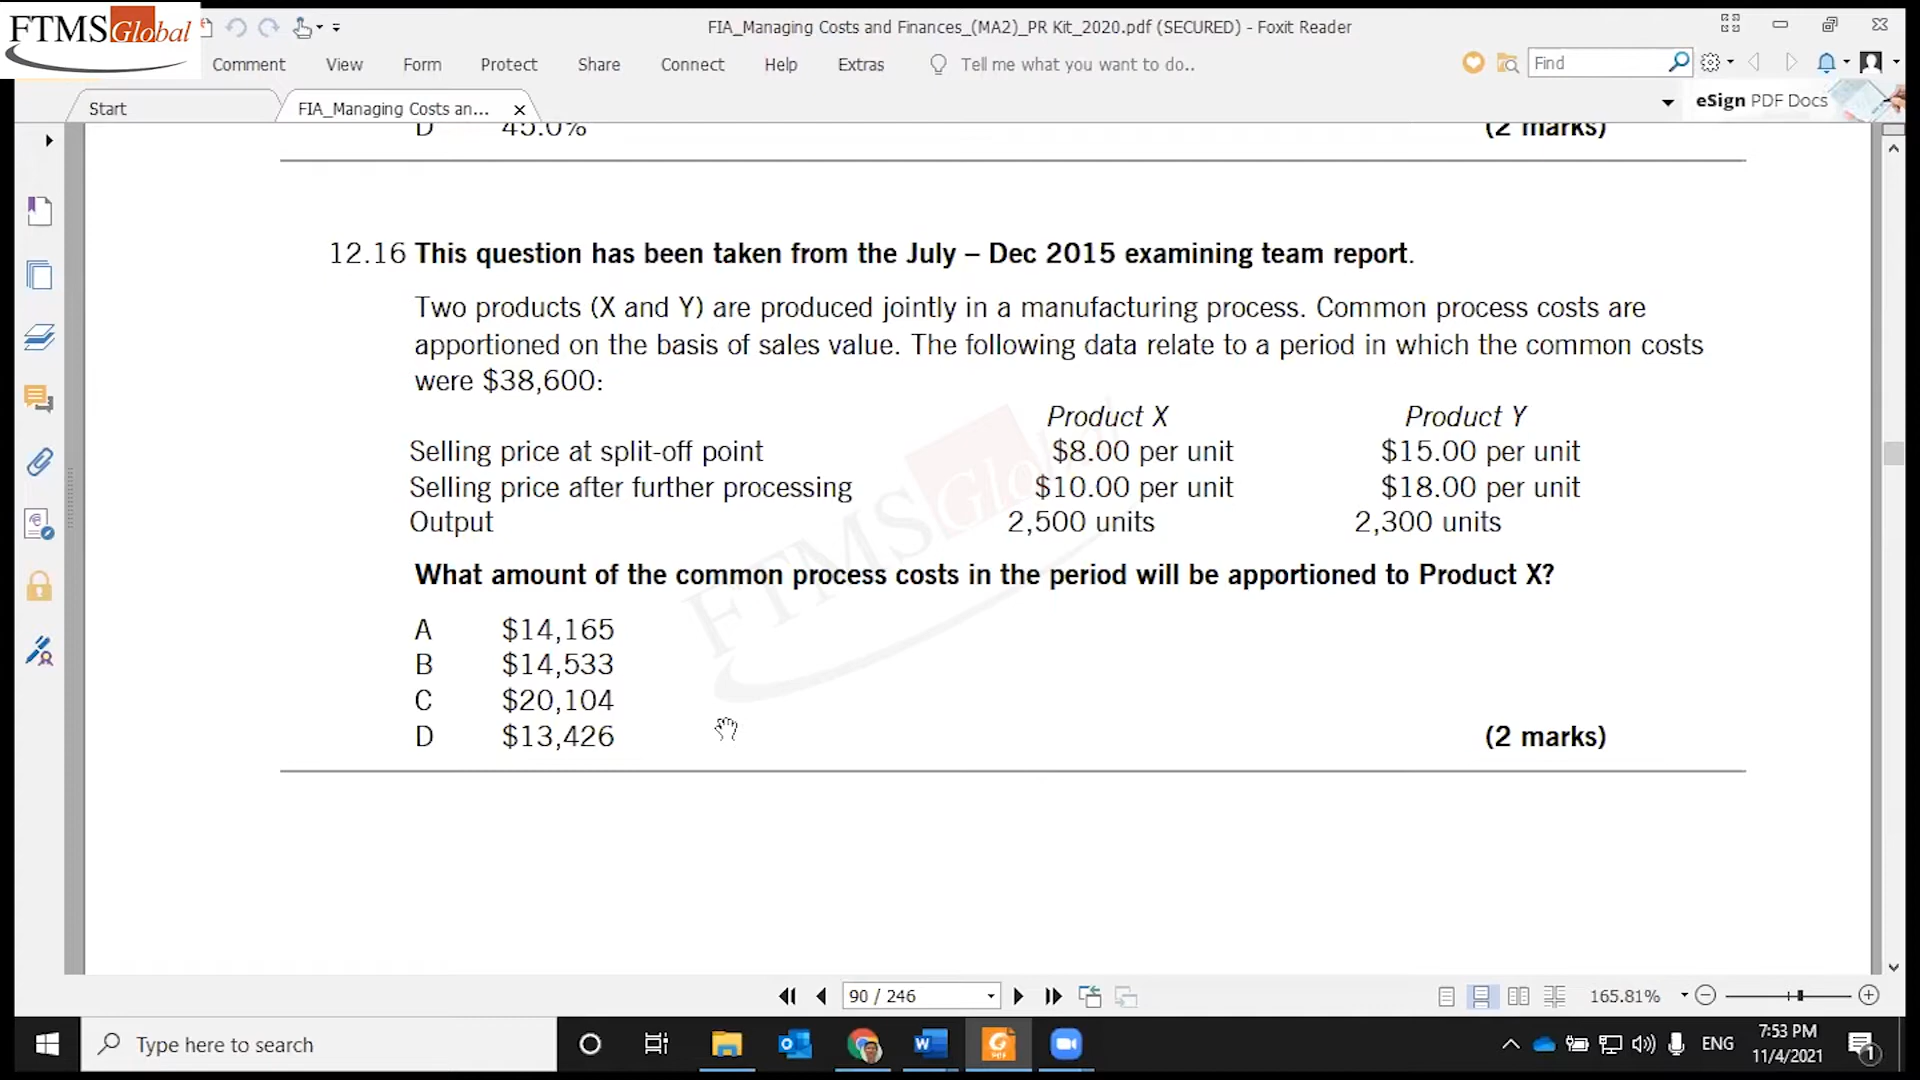 FTMSGlobal
FIA_Managing Costs and Finances_(MA2)_PR Kit_2020.pdf (SECURED) - Foxit Reader
Comment View Form Protect Share Connect Help Extras Tell me what you want to do.. Find
Start FIA_Managing Costs an... eSign PDF Docs
D 45.0% (2 marks)
12.16 This question has been taken from the July – Dec 2015 examining team report.
Two products (X and Y) are produced jointly in a manufacturing process. Common process costs are
apportioned on the basis of sales value. The following data relate to a period in which the common costs
were $38,600:
Product X Product Y
Selling price at split-off point $8.00 per unit $15.00 per unit
Selling price after further processing $10.00 per unit $18.00 per unit
Output 2,500 units 2,300 units
What amount of the common process costs in the period will be apportioned to Product X?
A $14,165
B $14,533
C $20,104
D $13,426 (2 marks)
FTMSGlobal
90 / 246 165.81%
Type here to search ENG 7:53 PM
11/4/2021 1